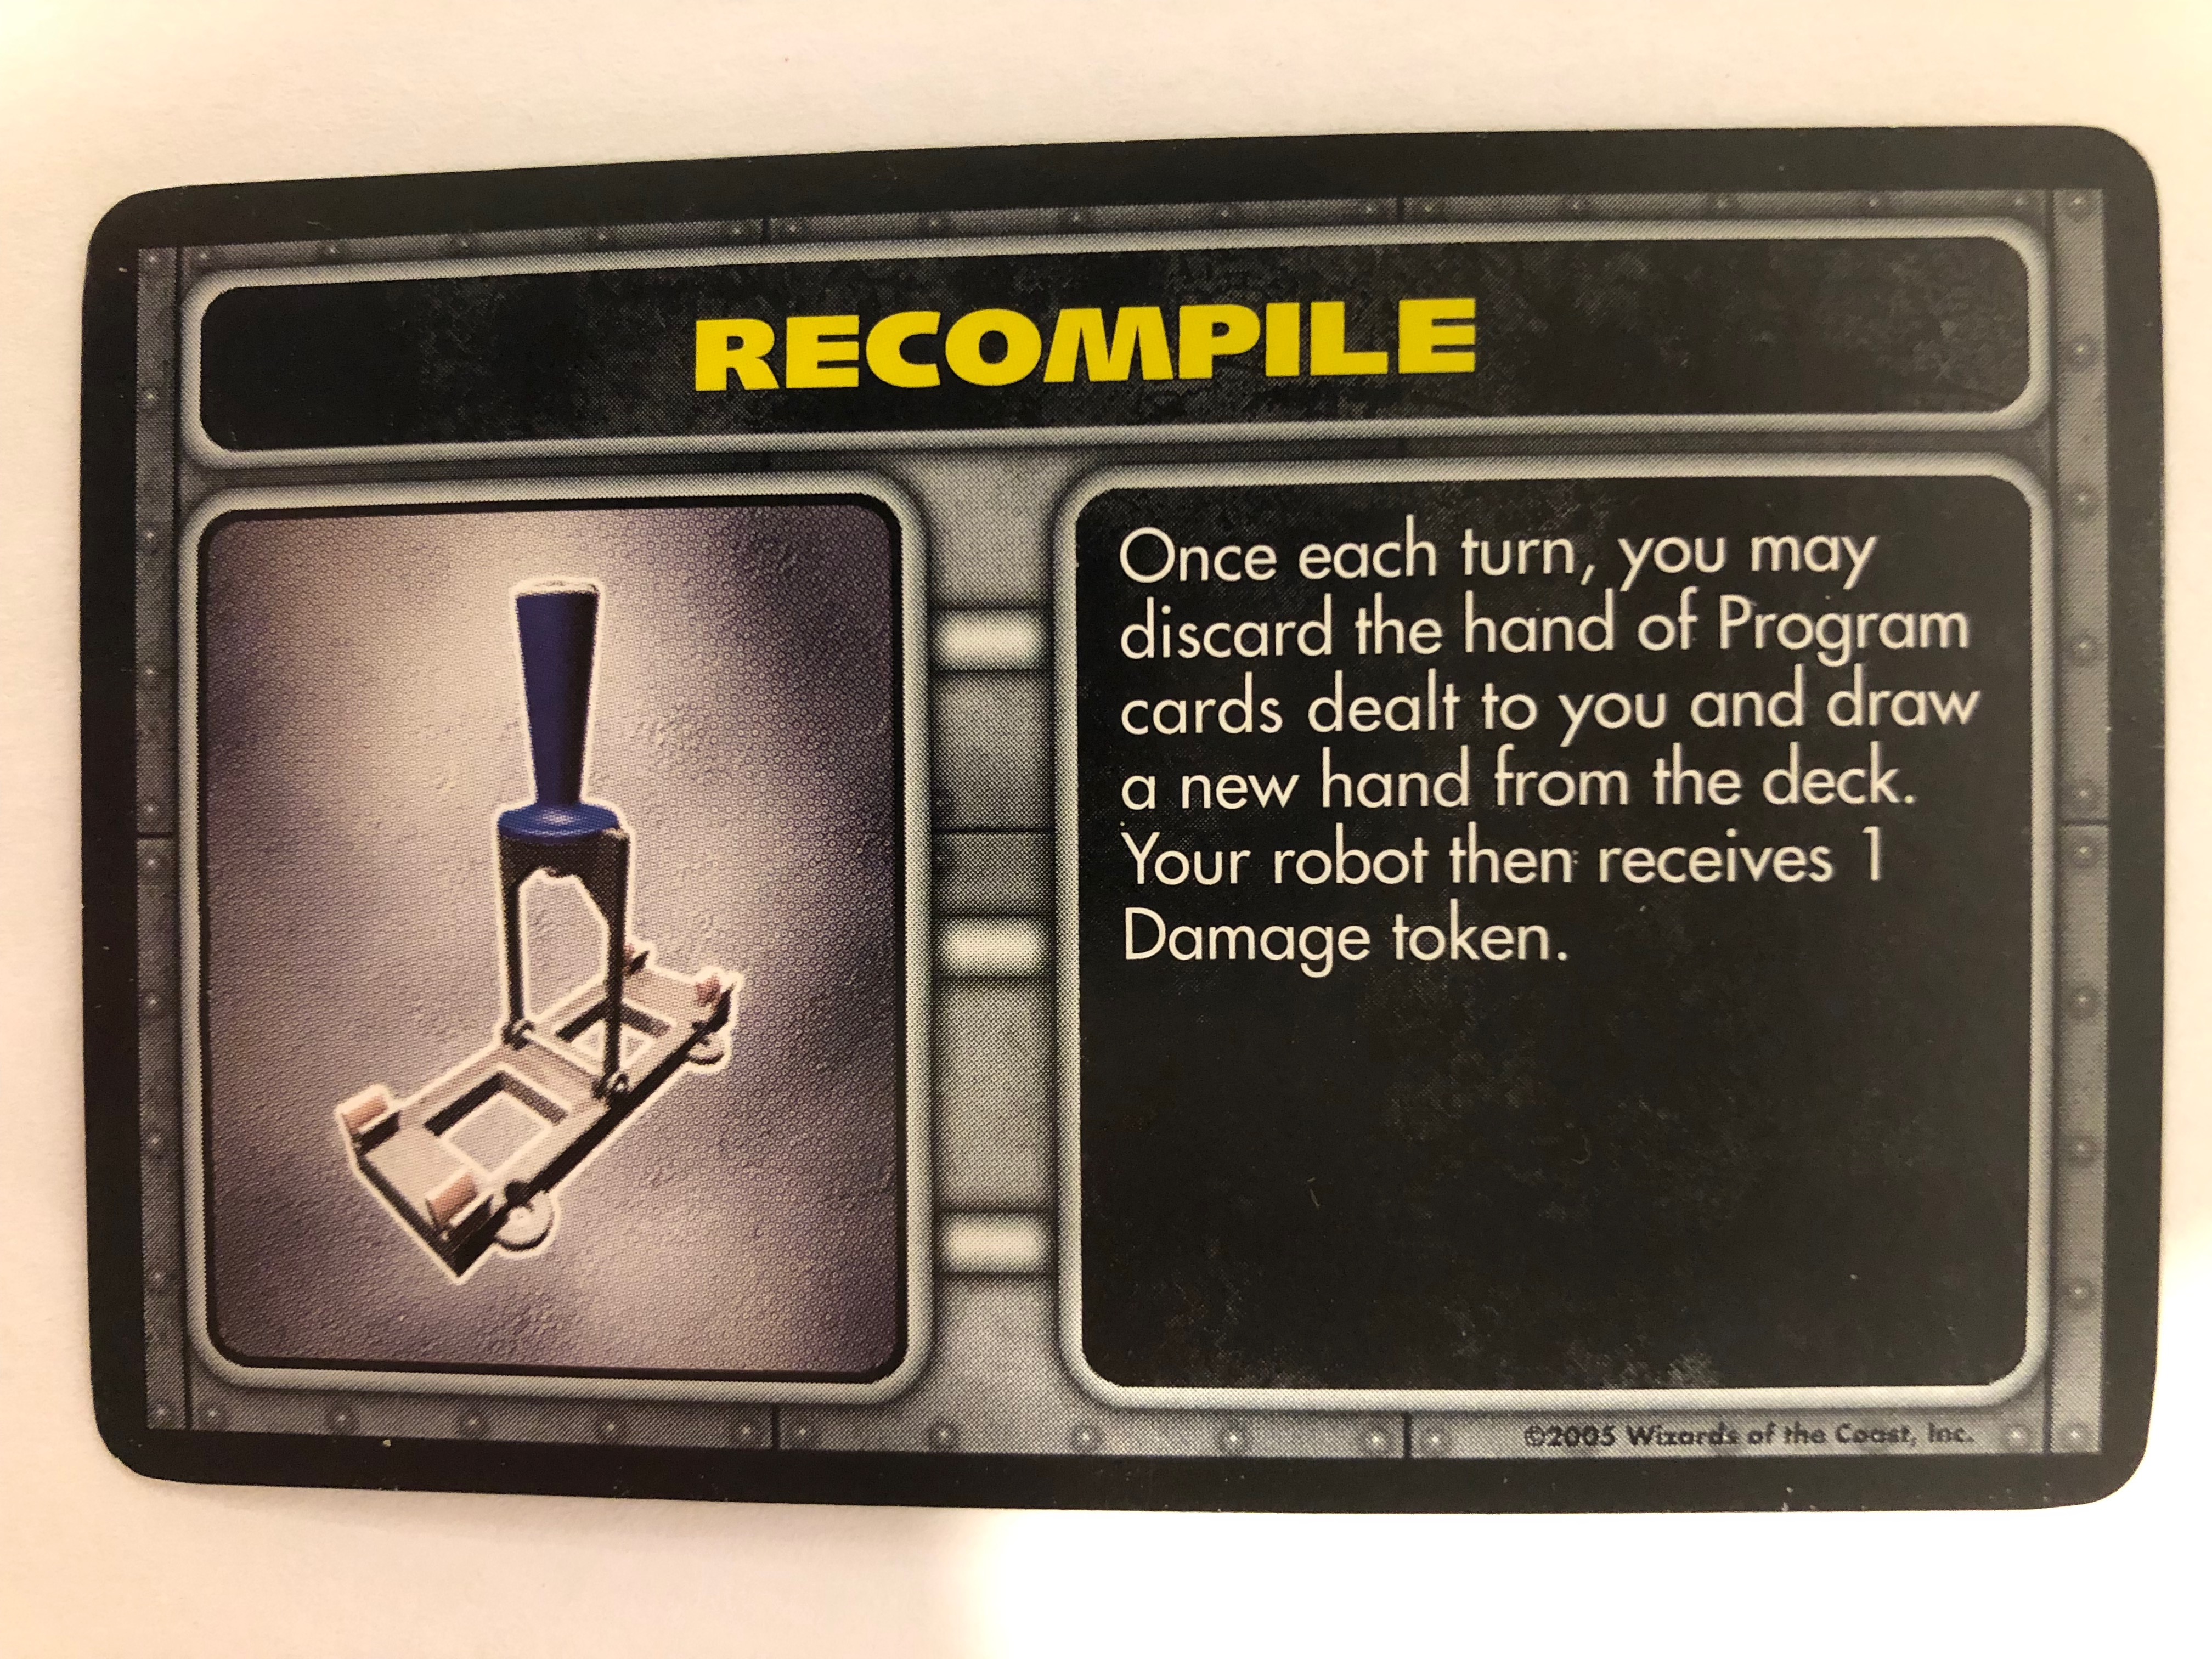 RECOMPILE
Once each turn, you may
discard the hand of Program
cards dealt to you and draw
a new hand from the deck.
Your robot then receives 1
Damage token.
©2005 Wizards of the Coast, Inc.